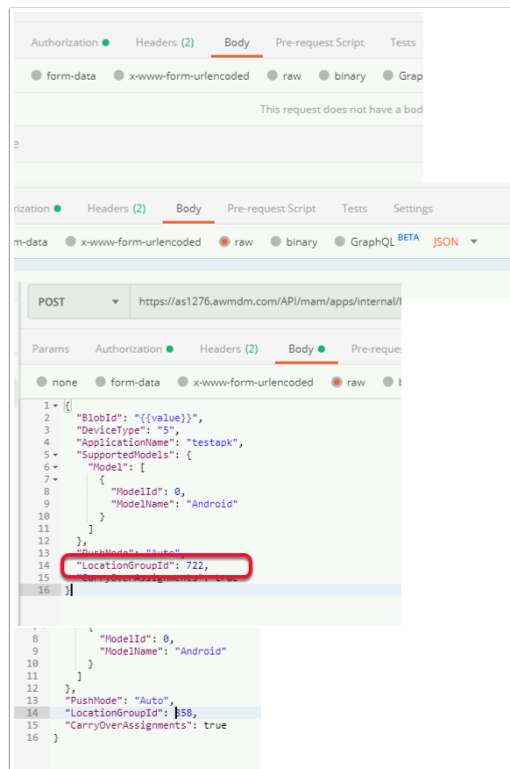 Authorization Headers (2) Body Pre-request Script Tests
form-data x-www-form-urlencoded raw binary Grap
This request does not have a bod
e
rization Headers (2) Body Pre-request Script Tests Settings
m-data x-www-form-urlencoded raw binary GraphQL BETA JSON
POST https://as1276.awmdm.com/API/mam/apps/internal/
Params Authorization Headers (2) Body Pre-reque
none form-data x-www-form-urlencoded raw
1 {
2 "BlobId": "{{value}}",
3 "DeviceType": "5",
4 "ApplicationName": "testapk",
5 "SupportedModels": {
6 "Model": [
7 {
8 "ModelId": 0,
9 "ModelName": "Android"
10 }
11 ]
12 },
13 "PushMode": "Auto",
14 "LocationGroupId": 722,
15 "CarryOverAssignments": true
16 }
8 "ModelId": 0,
9 "ModelName": "Android"
10 }
11 ]
12 },
13 "PushMode": "Auto",
14 "LocationGroupId": 858,
15 "CarryOverAssignments": true
16 }